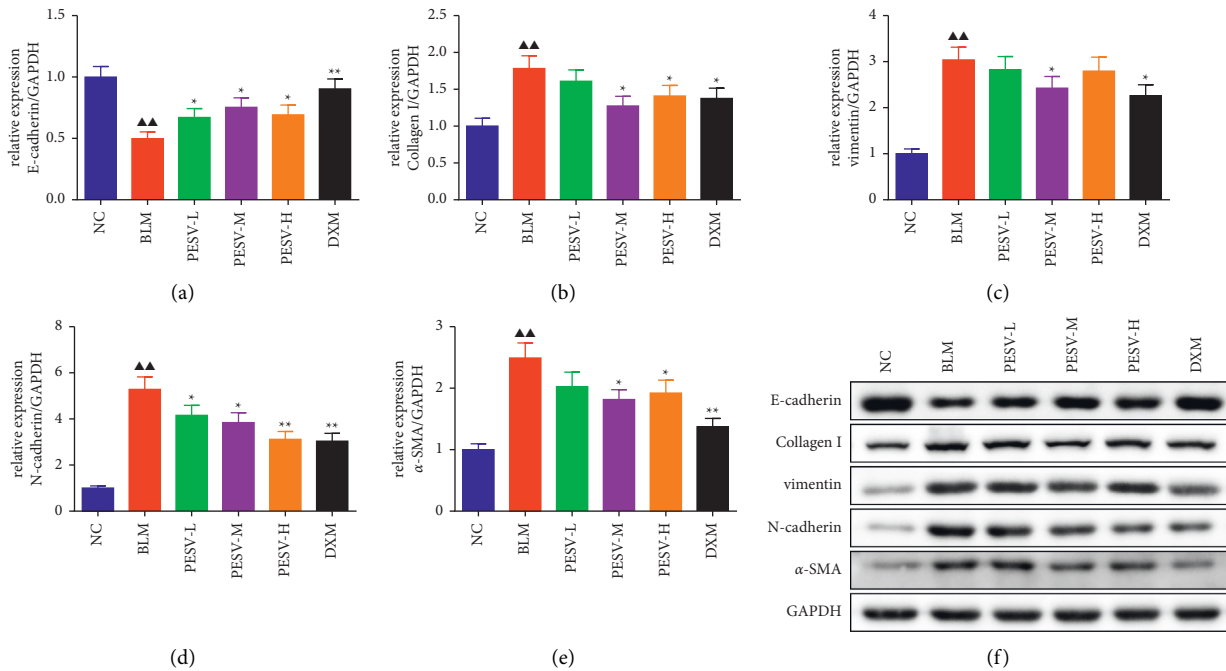 relative expression
E-cadherin/GAPDH
1.5
1.0
0.5
0.0
▲▲
*
*
*
**
NC
BLM
PESV-L
PESV-M
PESV-H
DXM
(a)
relative expression
Collagen I/GAPDH
2.5
2.0
1.5
1.0
0.5
0.0
▲▲
*
*
*
NC
BLM
PESV-L
PESV-M
PESV-H
DXM
(b)
relative expression
vimentin/GAPDH
4
3
2
1
0
▲▲
*
*
NC
BLM
PESV-L
PESV-M
PESV-H
DXM
(c)
relative expression
N-cadherin/GAPDH
8
6
4
2
0
▲▲
*
*
**
**
NC
BLM
PESV-L
PESV-M
PESV-H
DXM
(d)
relative expression
α-SMA/GAPDH
3
2
1
0
▲▲
*
*
**
NC
BLM
PESV-L
PESV-M
PESV-H
DXM
(e)
NC
BLM
PESV-L
PESV-M
PESV-H
DXM
E-cadherin
Collagen I
vimentin
N-cadherin
α-SMA
GAPDH
(f)